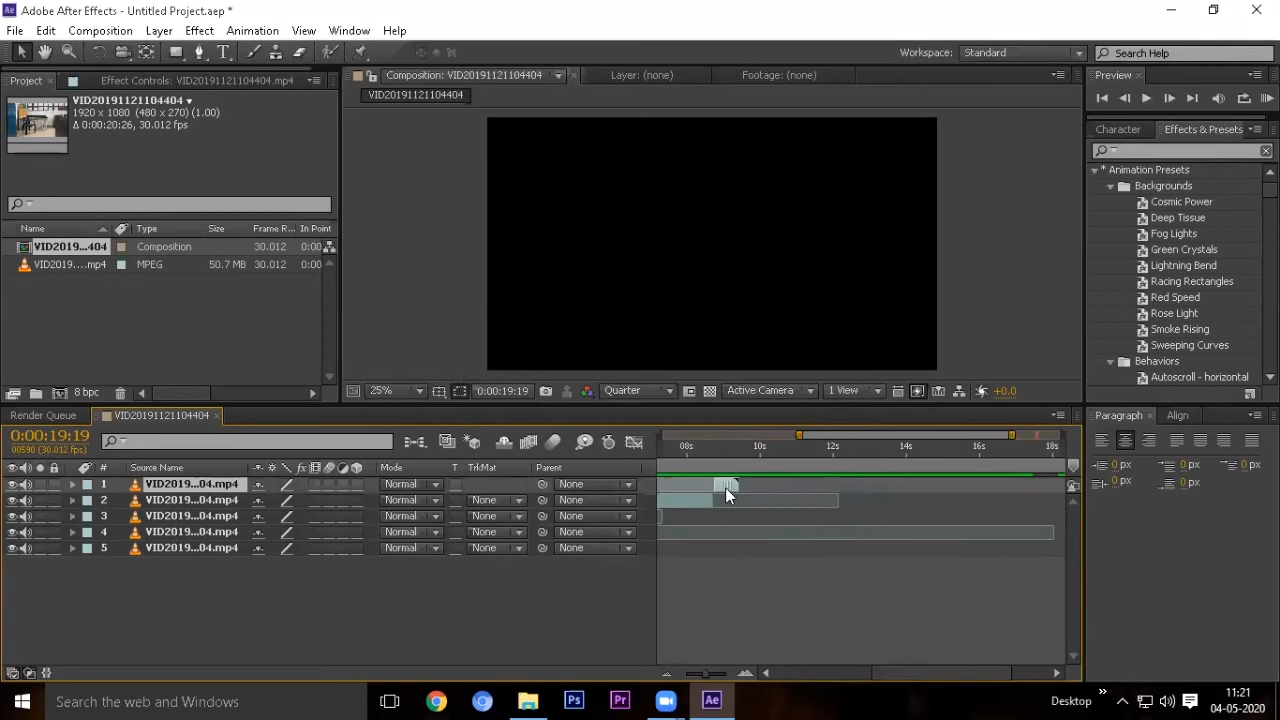 Adobe After Effects - Untitled Project.aep *
File Edit Composition Layer Effect Animation View Window Help
Workspace: Standard Search Help
Project Effect Controls: VID20191121104404.mp4
Composition: VID20191121104404 Layer: (none) Footage: (none)
Preview
VID20191121104404
1920 x 1080 (480 x 270) (1.00)
Δ 0:00:20:26, 30.012 fps
VID20191121104404
Character Effects & Presets
* Animation Presets
Backgrounds
Cosmic Power
Deep Tissue
Fog Lights
Green Crystals
Lightning Bend
Racing Rectangles
Red Speed
Rose Light
Smoke Rising
Sweeping Curves
Behaviors
Autoscroll - horizontal
Name Type Size Frame R... In Point
VID2019...404 Composition 30.012 0:00
VID2019....mp4 MPEG 50.7 MB 30.012 0:00
8 bpc
25% 0:00:19:19 Quarter Active Camera 1 View +0.0
Render Queue VID20191121104404
Paragraph Align
0:00:19:19
00590 (30.012 fps)
08s 10s 12s 14s 16s 18s
# Source Name Mode T TrkMat Parent
1 VID2019...04.mp4 Normal None
2 VID2019...04.mp4 Normal None None
3 VID2019...04.mp4 Normal None None
4 VID2019...04.mp4 Normal None None
5 VID2019...04.mp4 Normal None None
0 px 0 px 0 px
0 px 0 px
Search the web and Windows
Ps Pr Ae
Desktop
11:21
04-05-2020